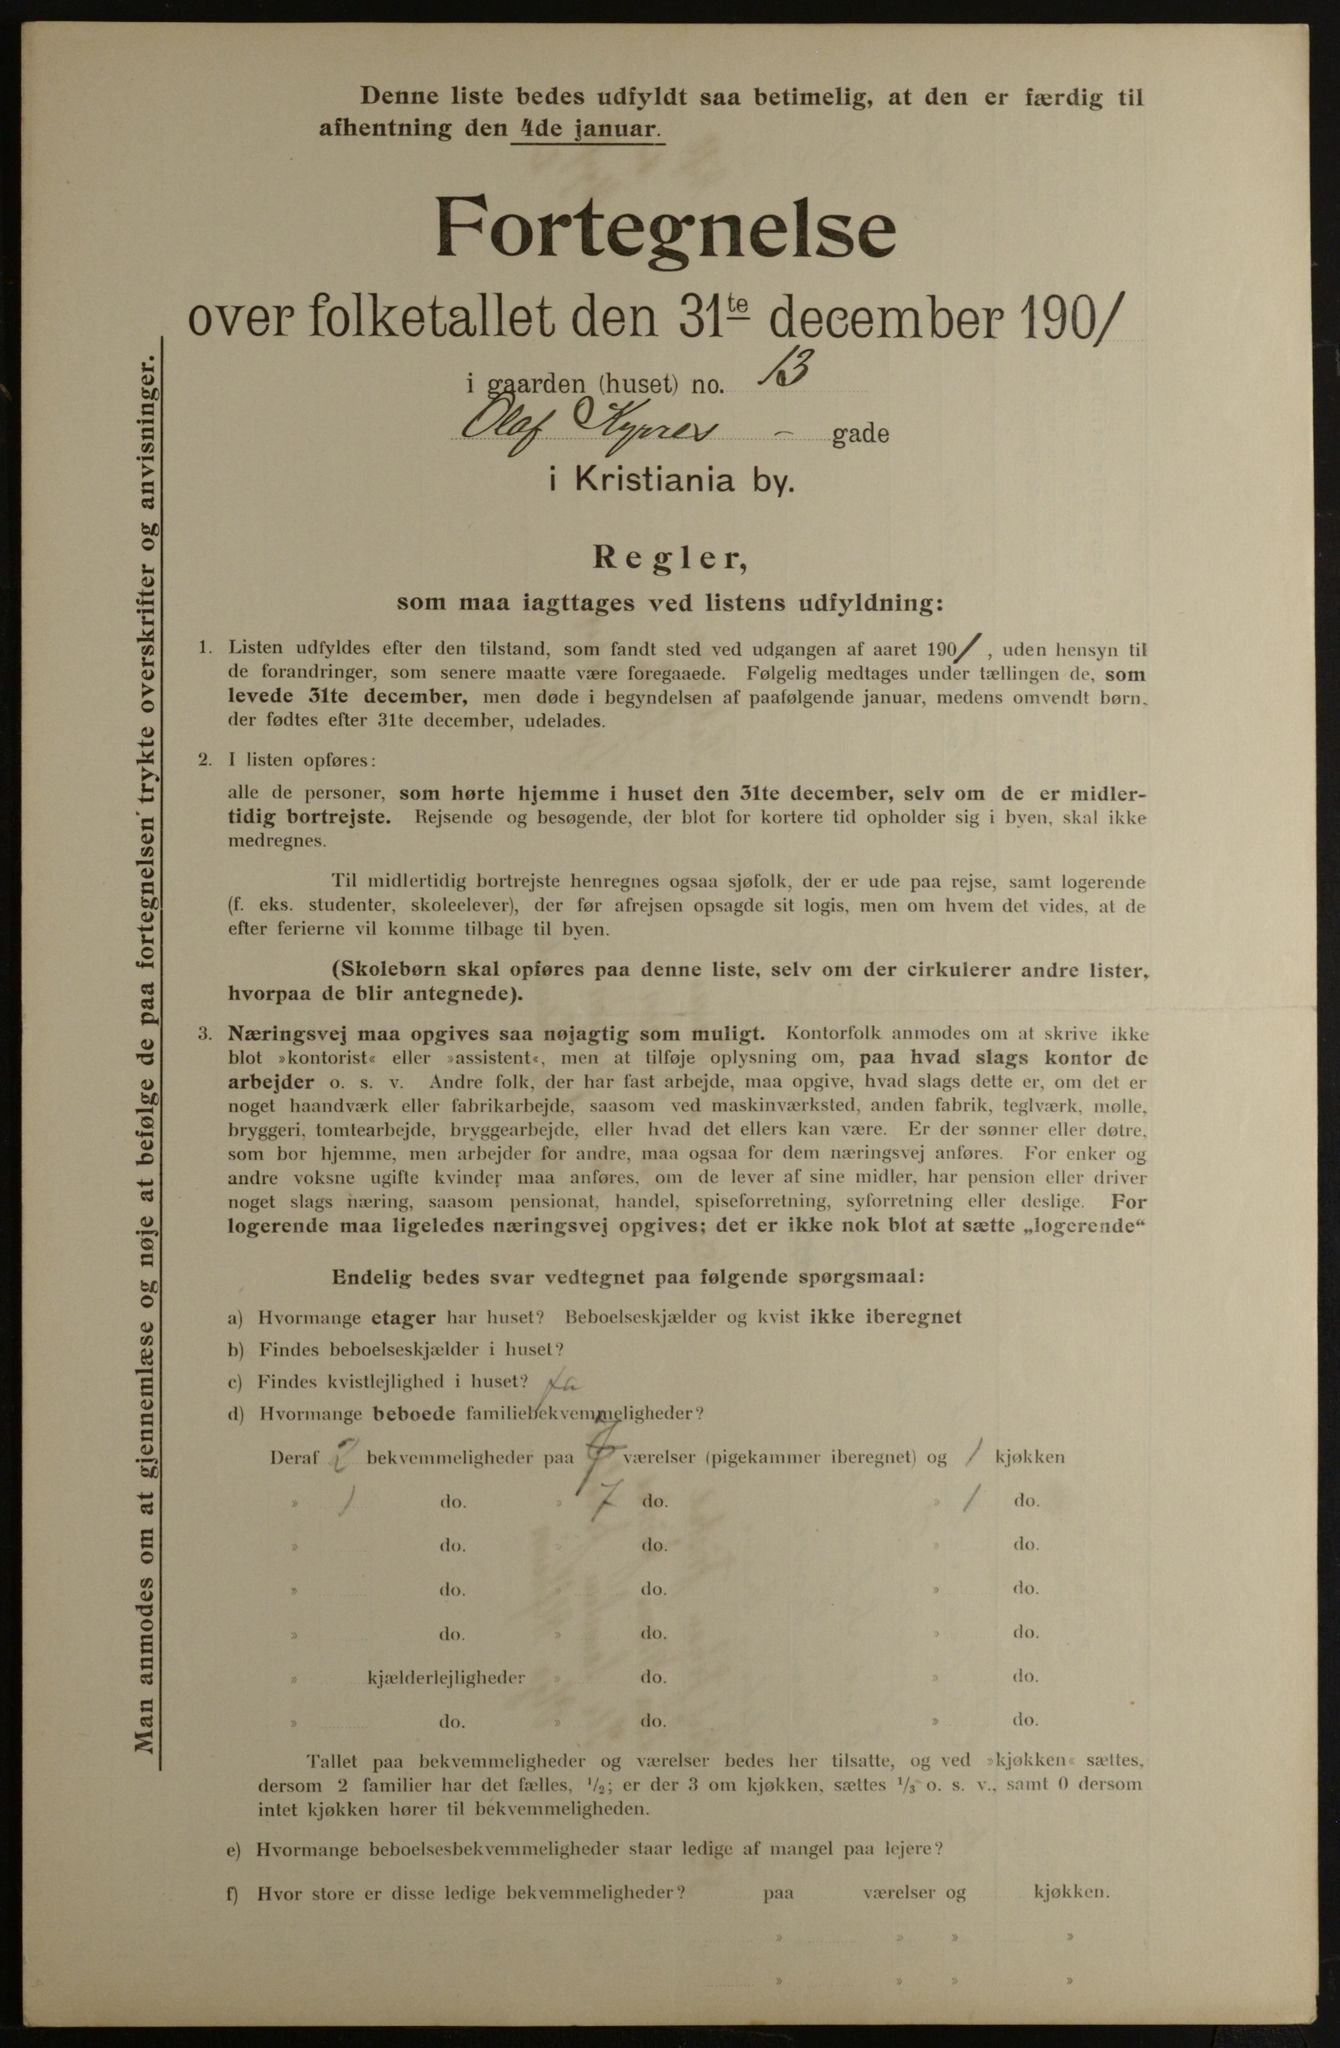 Denne liste bedes udfyldt saa betimelig, at den er færdig til
afhentning den 4de januar.
Fortegnelse
over folketallet den 31te december 1901
i gaarden (huset) no. 13
Olaf Kyrres - gade
i Kristiania by.
Regler,
som maa iagttages ved listens udfyldning:
1. Listen udfyldes efter den tilstand, som fandt sted ved udgangen af aaret 1901, uden hensyn til
de forandringer, som senere maatte være foregaaede. Følgelig medtages under tællingen de, som
levede 31te december, men døde i begyndelsen af paafølgende januar, medens omvendt børn,
der fødtes efter 31te december, udelades.
2. I listen opføres:
alle de personer, som hørte hjemme i huset den 31te december, selv om de er midler-
tidig bortrejste. Rejsende og besøgende, der blot for kortere tid opholder sig i byen, skal ikke
medregnes.
Til midlertidig bortrejste henregnes ogsaa sjøfolk, der er ude paa rejse, samt logerende
(f. eks. studenter, skoleelever), der før afrejsen opsagde sit logis, men om hvem det vides, at de
efter ferierne vil komme tilbage til byen.
(Skolebørn skal opføres paa denne liste, selv om der cirkulerer andre lister,
hvorpaa de blir antegnede).
3. Næringsvej maa opgives saa nøjagtig som muligt. Kontorfolk anmodes om at skrive ikke
blot »kontorist« eller »assistent«, men at tilføje oplysning om, paa hvad slags kontor de
arbejder o. s. v. Andre folk, der har fast arbejde, maa opgive, hvad slags dette er, om det er
noget haandværk eller fabrikarbejde, saasom ved maskinværksted, anden fabrik, teglværk, mølle,
bryggeri, tomtearbejde, bryggearbejde, eller hvad det ellers kan være. Er der sønner eller døtre,
som bor hjemme, men arbejder for andre, maa ogsaa for dem næringsvej anføres. For enker og
andre voksne ugifte kvinder maa anføres, om de lever af sine midler, har pension eller driver
noget slags næring, saasom pensionat, handel, spiseforretning, syforretning eller deslige. For
logerende maa ligeledes næringsvej opgives; det er ikke nok blot at sætte „logerende“
Endelig bedes svar vedtegnet paa følgende spørgsmaal:
a) Hvormange etager har huset? Beboelseskjælder og kvist ikke iberegnet
b) Findes beboelseskjælder i huset?
c) Findes kvistlejlighed i huset? ja
d) Hvormange beboede familiebekvemmeligheder?
Deraf 2 bekvemmeligheder paa 7 værelser (pigekammer iberegnet) og 1 kjøkken
» 1 do. » 7 do. » 1 do.
» do. » do. » do.
» do. » do. » do.
» do. » do. » do.
» kjælderlejligheder » do. » do.
» do. » do. » do.
Tallet paa bekvemmeligheder og værelser bedes her tilsatte, og ved »kjøkken« sættes,
dersom 2 familier har det fælles, 1/2; er der 3 om kjøkken, sættes 1/3 o. s. v., samt 0 dersom
intet kjøkken hører til bekvemmeligheden.
e) Hvormange beboelsesbekvemmeligheder staar ledige af mangel paa lejere?
f) Hvor store er disse ledige bekvemmeligheder? paa værelser og kjøkken.
» » » »
» » » »
Man anmodes om at gjennemlæse og nøje at befølge de paa fortegnelsen trykte overskrifter og anvisninger.